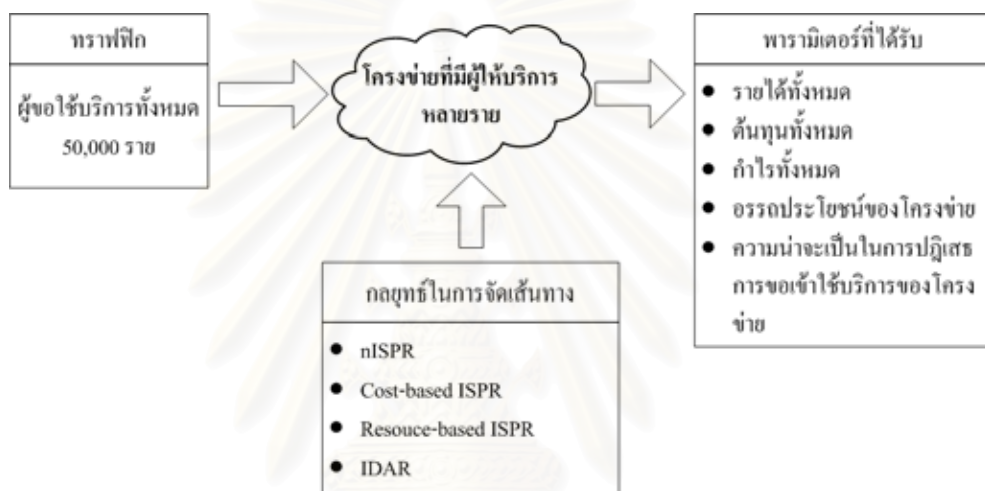 ทราฟฟิก
ผู้ขอใช้บริการทั้งหมด
50,000 ราย
โครงข่ายที่มีผู้ให้บริการ
หลายราย
พารามิเตอร์ที่ได้รับ
● รายได้ทั้งหมด
● ต้นทุนทั้งหมด
● กำไรทั้งหมด
● อรรถประโยชน์ของโครงข่าย
● ความน่าจะเป็นในการปฎิเสธ
การขอเข้าใช้บริการของโครง
ข่าย
กลยุทธ์ในการจัดเส้นทาง
● nISPR
● Cost-based ISPR
● Resouce-based ISPR
● IDAR